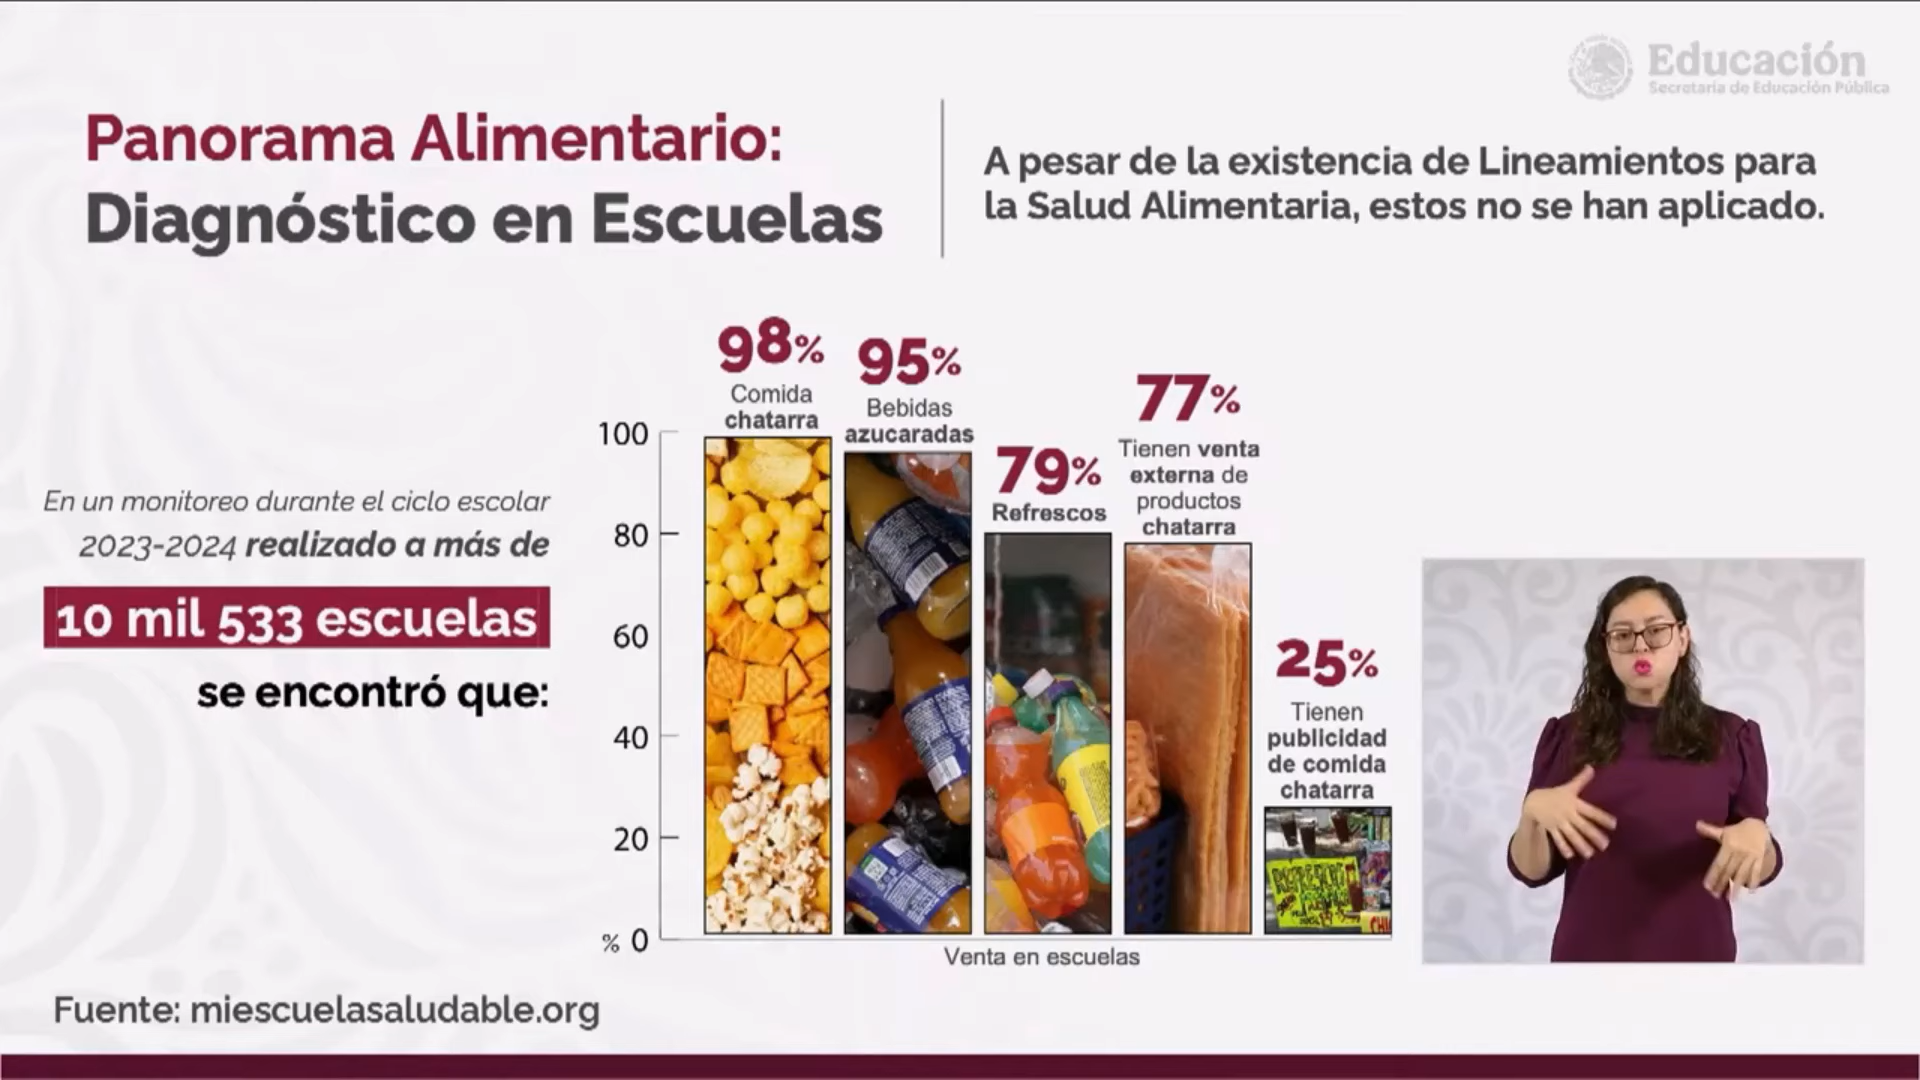 Educación
Secretaría de Educación Pública
Panorama Alimentario:
Diagnóstico en Escuelas
A pesar de la existencia de Lineamientos para
la Salud Alimentaria, estos no se han aplicado.
En un monitoreo durante el ciclo escolar
2023-2024 realizado a más de
10 mil 533 escuelas
se encontró que:
98%
Comida
chatarra
95%
Bebidas
azucaradas
79%
Refrescos
77%
Tienen venta
externa de
productos
chatarra
25%
Tienen
publicidad
de comida
chatarra
100
80
60
40
20
% 0
Venta en escuelas
Fuente: miescuelasaludable.org